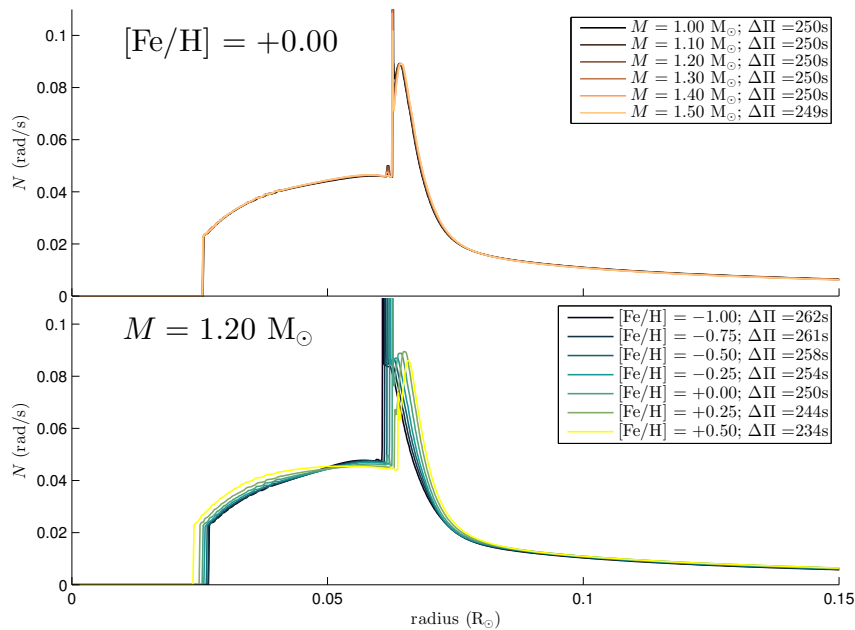 [Fe/H] = +0.00
M = 1.00 M⊙; ΔΠ =250s
M = 1.10 M⊙; ΔΠ =250s
M = 1.20 M⊙; ΔΠ =250s
M = 1.30 M⊙; ΔΠ =250s
M = 1.40 M⊙; ΔΠ =250s
M = 1.50 M⊙; ΔΠ =249s
N (rad/s)
0.1
0.08
0.06
0.04
0.02
0
M = 1.20 M⊙
[Fe/H] = −1.00; ΔΠ =262s
[Fe/H] = −0.75; ΔΠ =261s
[Fe/H] = −0.50; ΔΠ =258s
[Fe/H] = −0.25; ΔΠ =254s
[Fe/H] = +0.00; ΔΠ =250s
[Fe/H] = +0.25; ΔΠ =244s
[Fe/H] = +0.50; ΔΠ =234s
N (rad/s)
0.1
0.08
0.06
0.04
0.02
0
0 0.05 0.1 0.15
radius (R⊙)